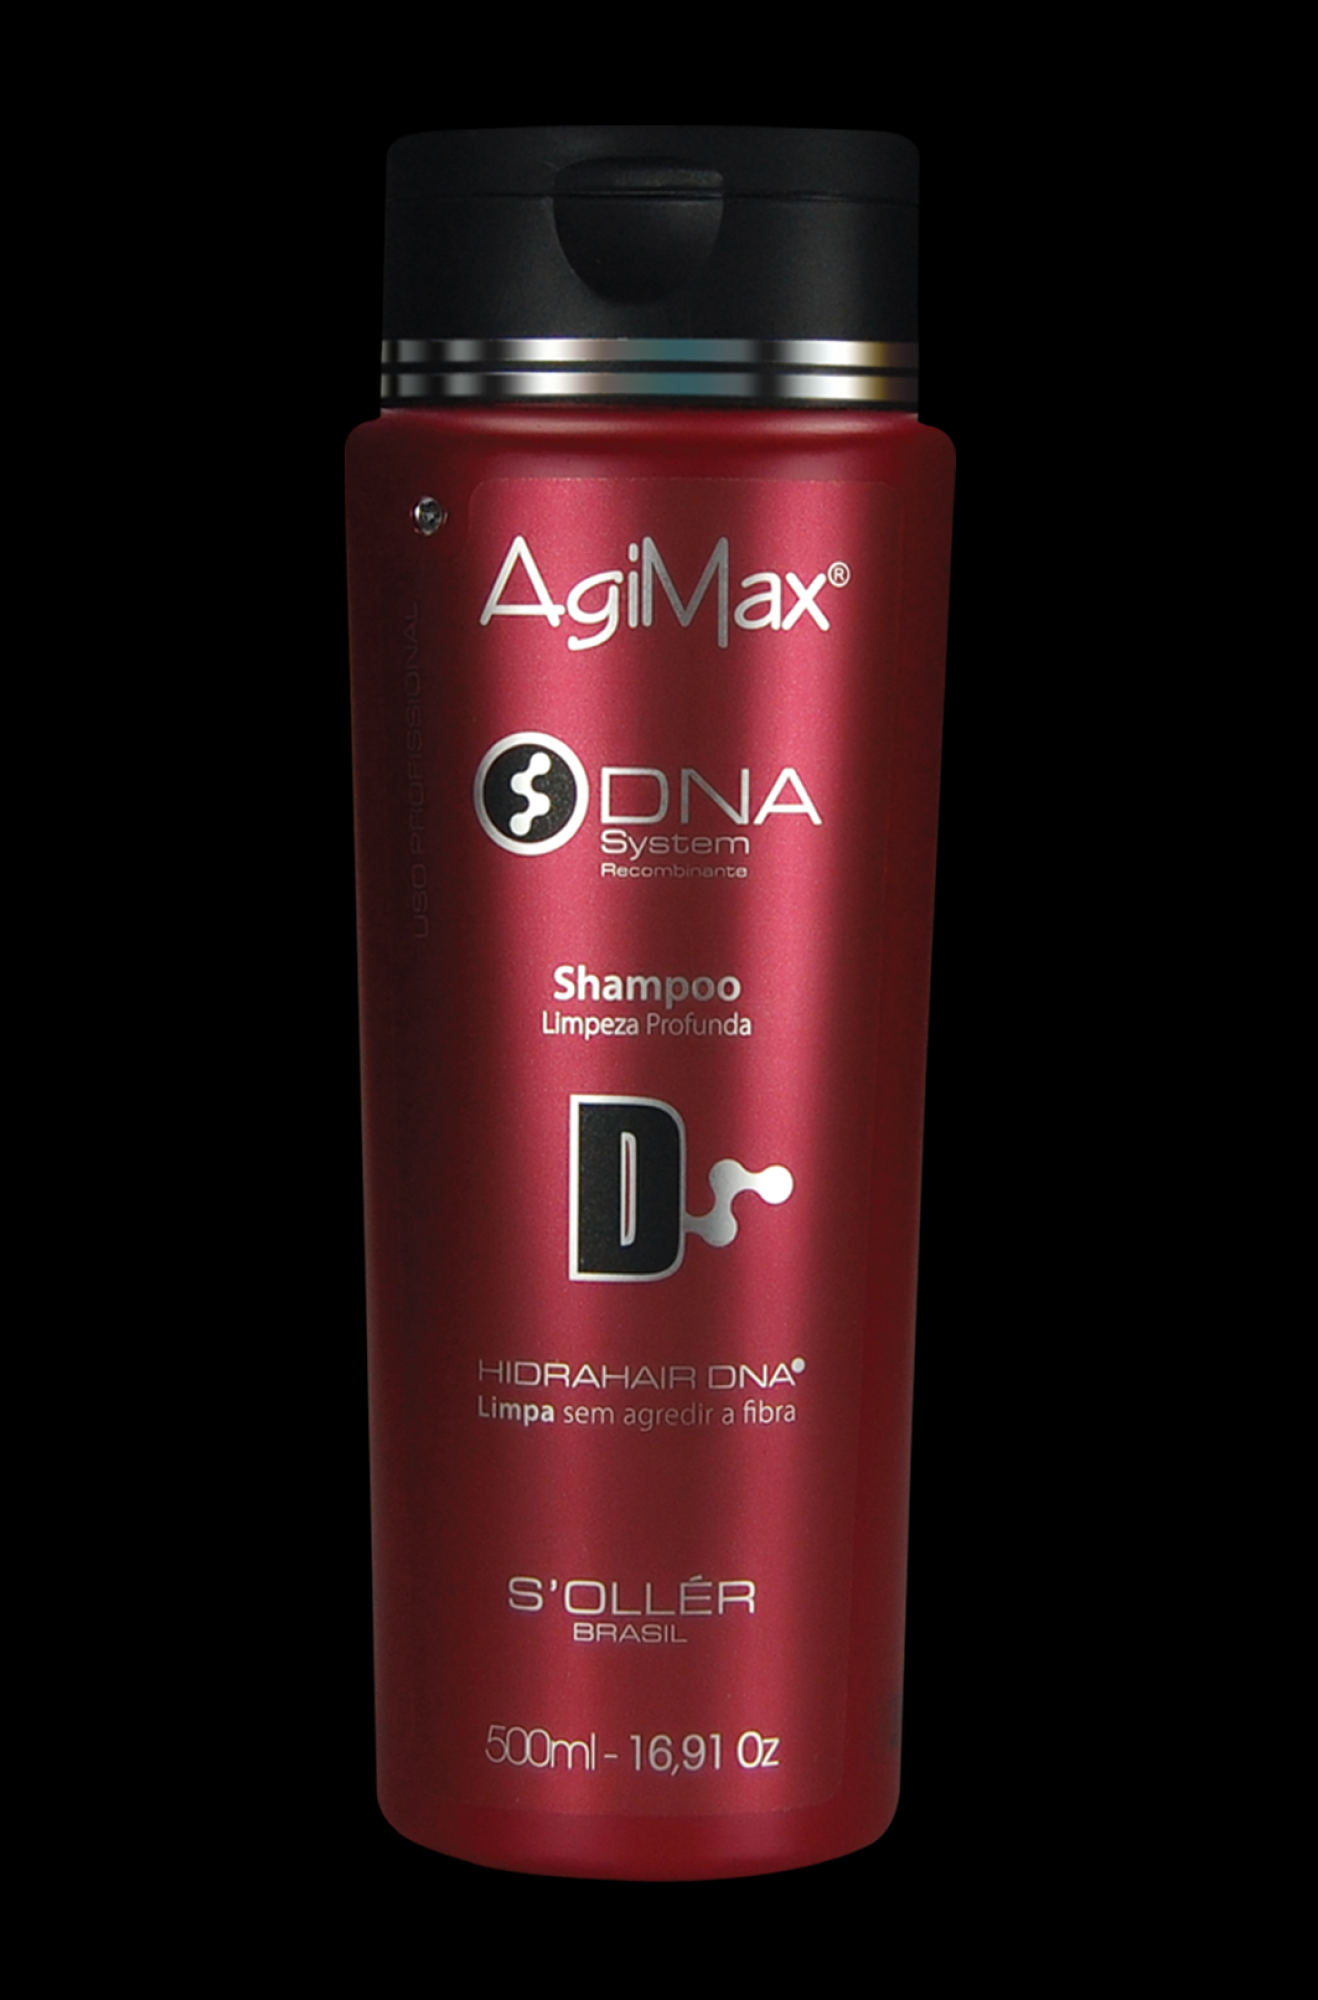 AgiMax®
DNA
System
Recombinante
USO PROFISSIONAL
Shampoo
Limpeza Profunda
D
HIDRAHAIR DNA
Limpa sem agredir a fibra
S'OLLÉR
BRASIL
500ml - 16,91 Oz